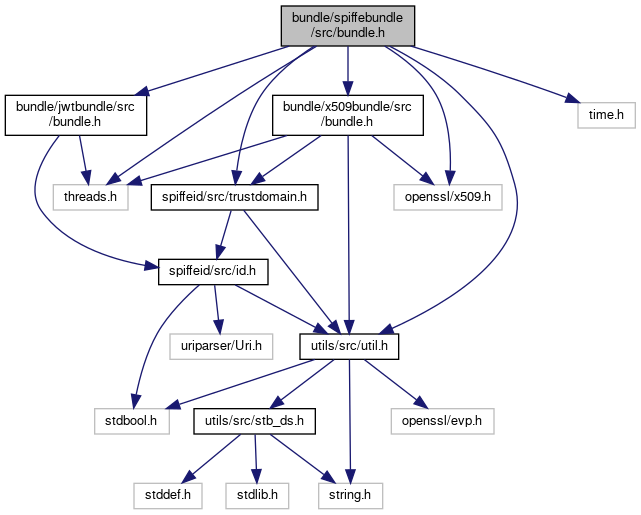 bundle/spiffebundle
/src/bundle.h
bundle/jwtbundle/src
/bundle.h
bundle/x509bundle/src
/bundle.h
time.h
threads.h
spiffeid/src/trustdomain.h
openssl/x509.h
spiffeid/src/id.h
uriparser/Uri.h
utils/src/util.h
stdbool.h
utils/src/stb_ds.h
openssl/evp.h
stddef.h
stdlib.h
string.h